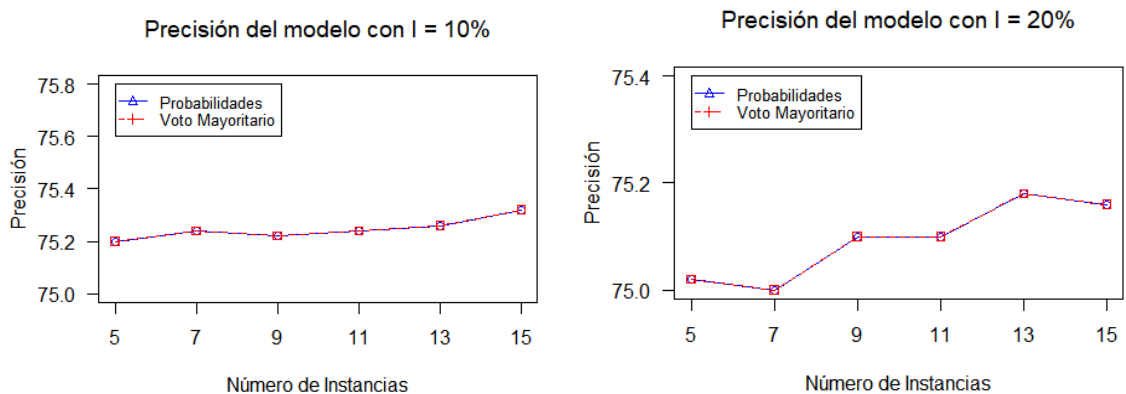 Precisión del modelo con I = 10%
75.8
75.6
75.4
75.2
75.0
Precisión
Probabilidades
Voto Mayoritario
5 7 9 11 13 15
Número de Instancias
Precisión del modelo con I = 20%
75.4
75.2
75.0
Precisión
Probabilidades
Voto Mayoritario
5 7 9 11 13 15
Número de Instancias